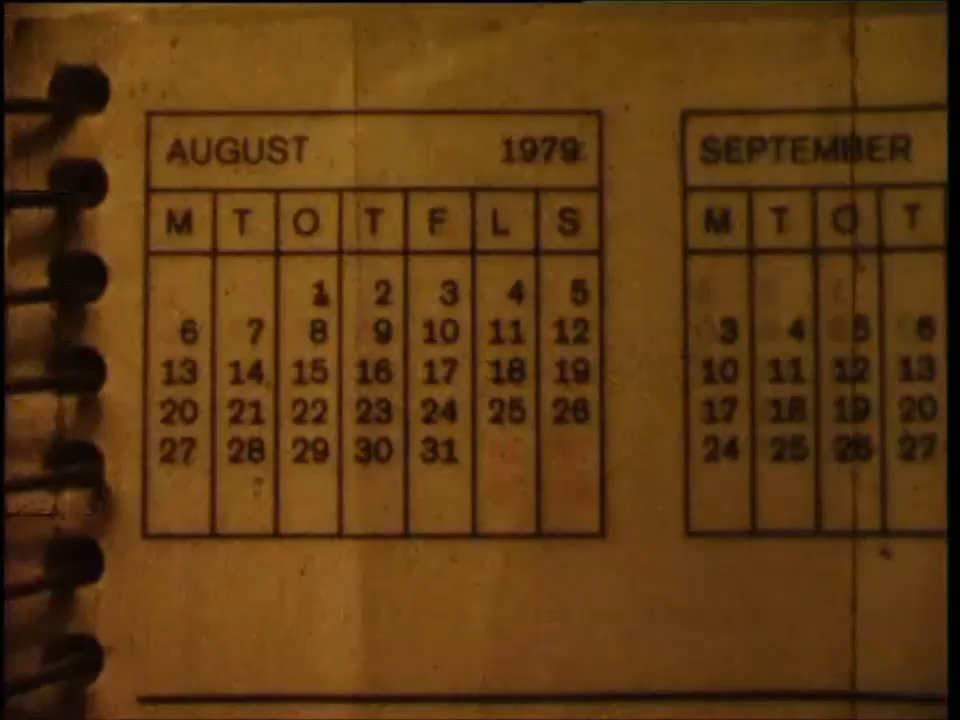 AUGUST 1979
M T O T F L S
1 2 3 4 5
6 7 8 9 10 11 12
13 14 15 16 17 18 19
20 21 22 23 24 25 26
27 28 29 30 31
SEPTEMBER
M T O T
3 4 5 6
10 11 12 13
17 18 19 20
24 25 26 27